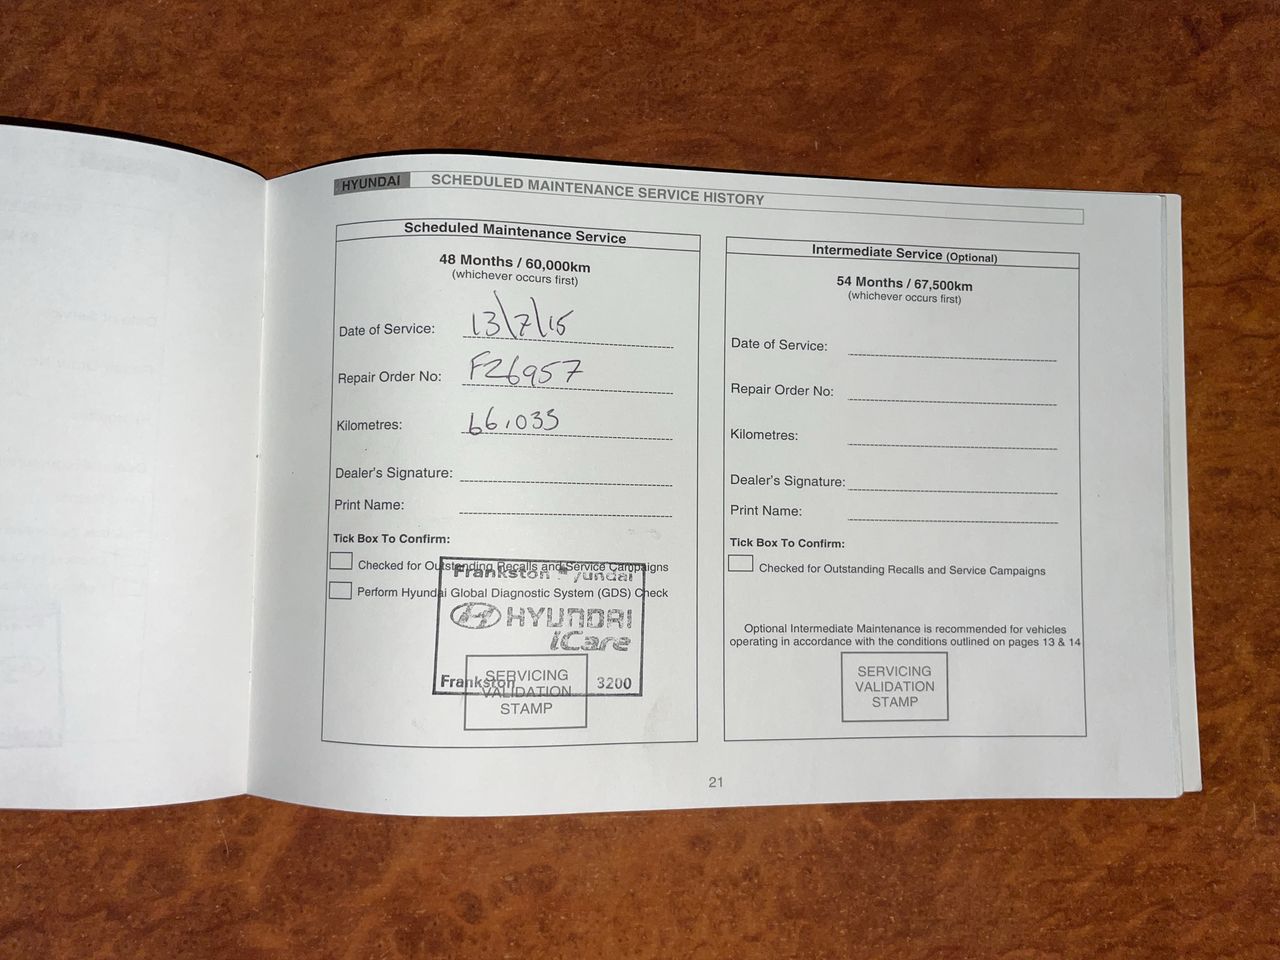 HYUNDAI SCHEDULED MAINTENANCE SERVICE HISTORY
Scheduled Maintenance Service
48 Months / 60,000km
(whichever occurs first)
Date of Service: 13\7\15
Repair Order No: F26957
Kilometres: 66,033
Dealer's Signature:
Print Name:
Tick Box To Confirm:
Checked for Outstanding Recalls and Service Campaigns
Perform Hyundai Global Diagnostic System (GDS) Check
Frankston
HYUNDAI
iCare
Frankston 3200
SERVICING
VALIDATION
STAMP
Intermediate Service (Optional)
54 Months / 67,500km
(whichever occurs first)
Date of Service:
Repair Order No:
Kilometres:
Dealer's Signature:
Print Name:
Tick Box To Confirm:
Checked for Outstanding Recalls and Service Campaigns
Optional Intermediate Maintenance is recommended for vehicles
operating in accordance with the conditions outlined on pages 13 & 14
SERVICING
VALIDATION
STAMP
21